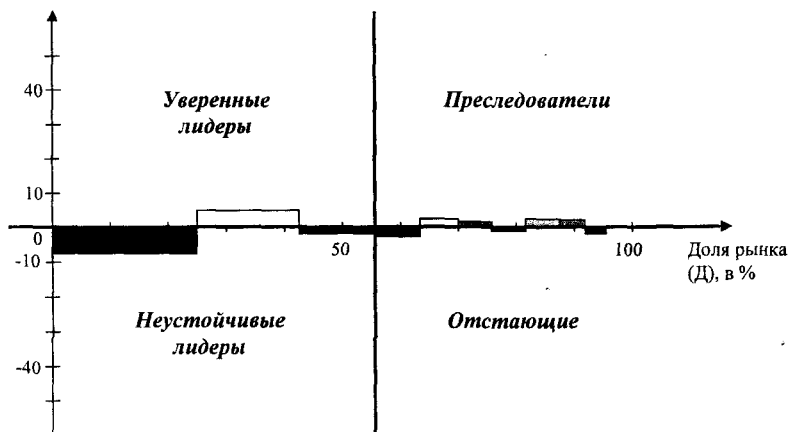 40
Уверенные
лидеры
Преследователи
10
0
50
100
Доля рынка
(Д), в %
-10
Неустойчивые
лидеры
Отстающие
-40